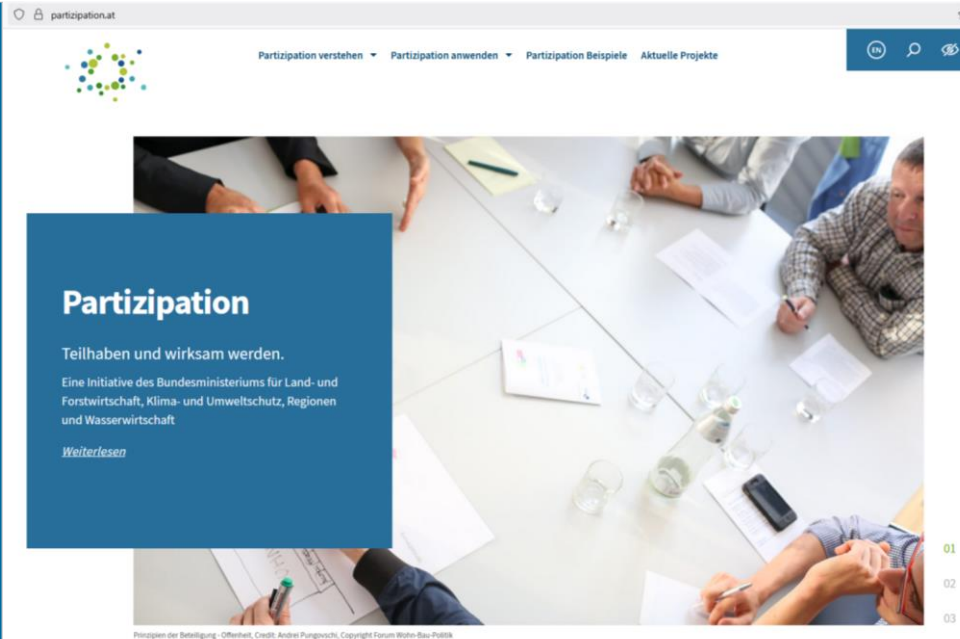 partizipation.at
Partizipation verstehen
Partizipation anwenden
Partizipation Beispiele
Aktuelle Projekte
EN
Partizipation
Teilhaben und wirksam werden.
Eine Initiative des Bundesministeriums für Land- und
Forstwirtschaft, Klima- und Umweltschutz, Regionen
und Wasserwirtschaft
Weiterlesen
01
02
03
Prinzipien der Beteiligung - Offenheit, Credit: Andrei Pungovschi, Copyright Forum Wohn-Bau-Politik